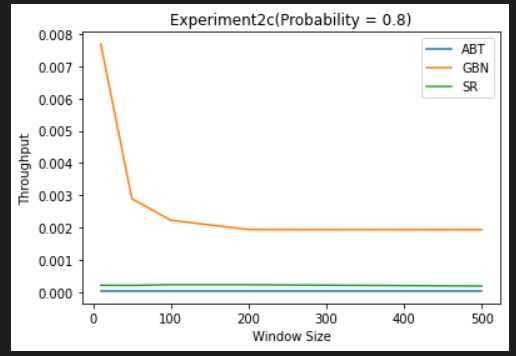 Experiment2c(Probability = 0.8)
0.008
0.007
0.006
0.005
0.004
0.003
0.002
0.001
0.000
Throughput
ABT
GBN
SR
0
100
200
300
400
500
Window Size